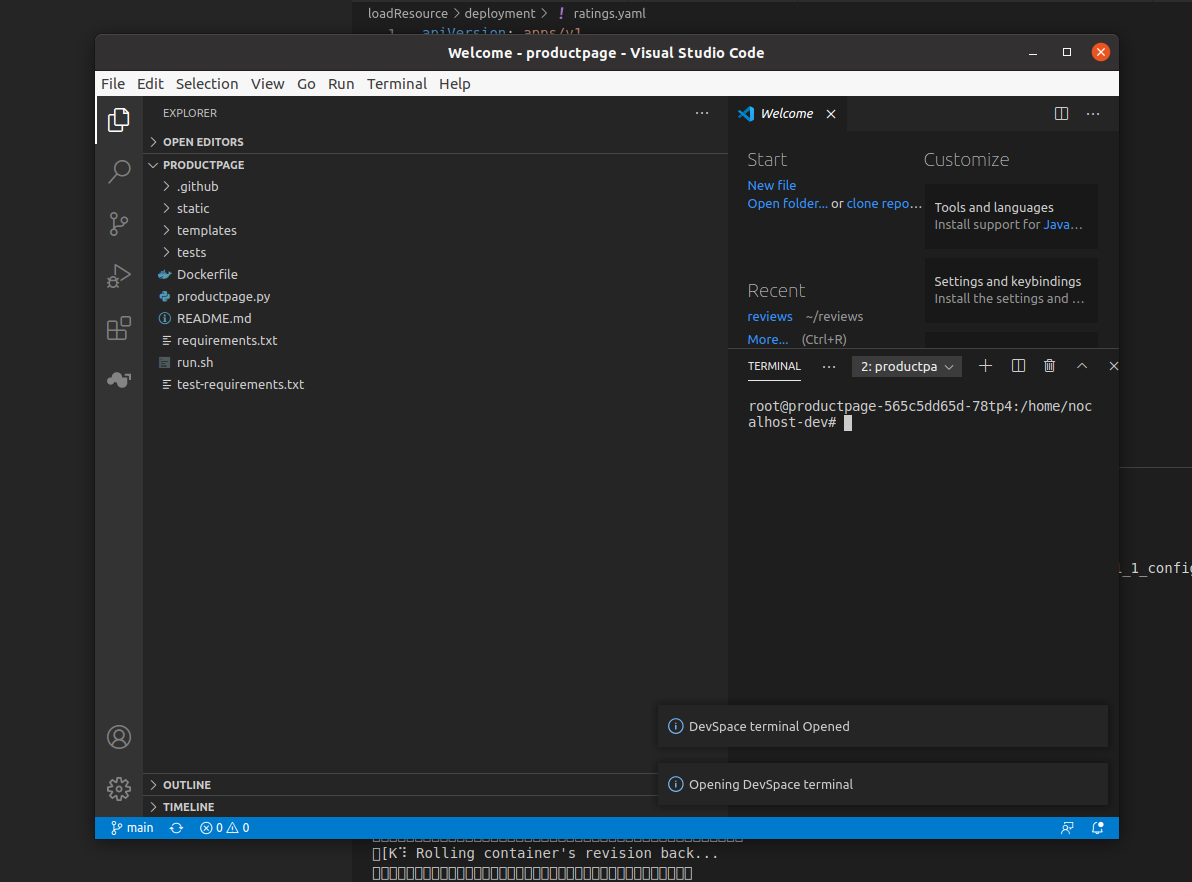 loadResource > deployment > ! ratings.yaml
1 apiVersion: apps/v1
Welcome - productpage - Visual Studio Code
File Edit Selection View Go Run Terminal Help
EXPLORER
OPEN EDITORS
PRODUCTPAGE
.github
static
templates
tests
Dockerfile
productpage.py
README.md
requirements.txt
run.sh
test-requirements.txt
OUTLINE
TIMELINE
Welcome
Start
New file
Open folder... or clone repo...
Recent
reviews ~/reviews
More... (Ctrl+R)
Customize
Tools and languages
Install support for Java...
Settings and keybindings
Install the settings and ...
TERMINAL ... 2: productpa
root@productpage-565c5dd65d-78tp4:/home/noc
alhost-dev#
_1_config
DevSpace terminal Opened
Opening DevSpace terminal
main 0 0
[K⠹ Rolling container's revision back...